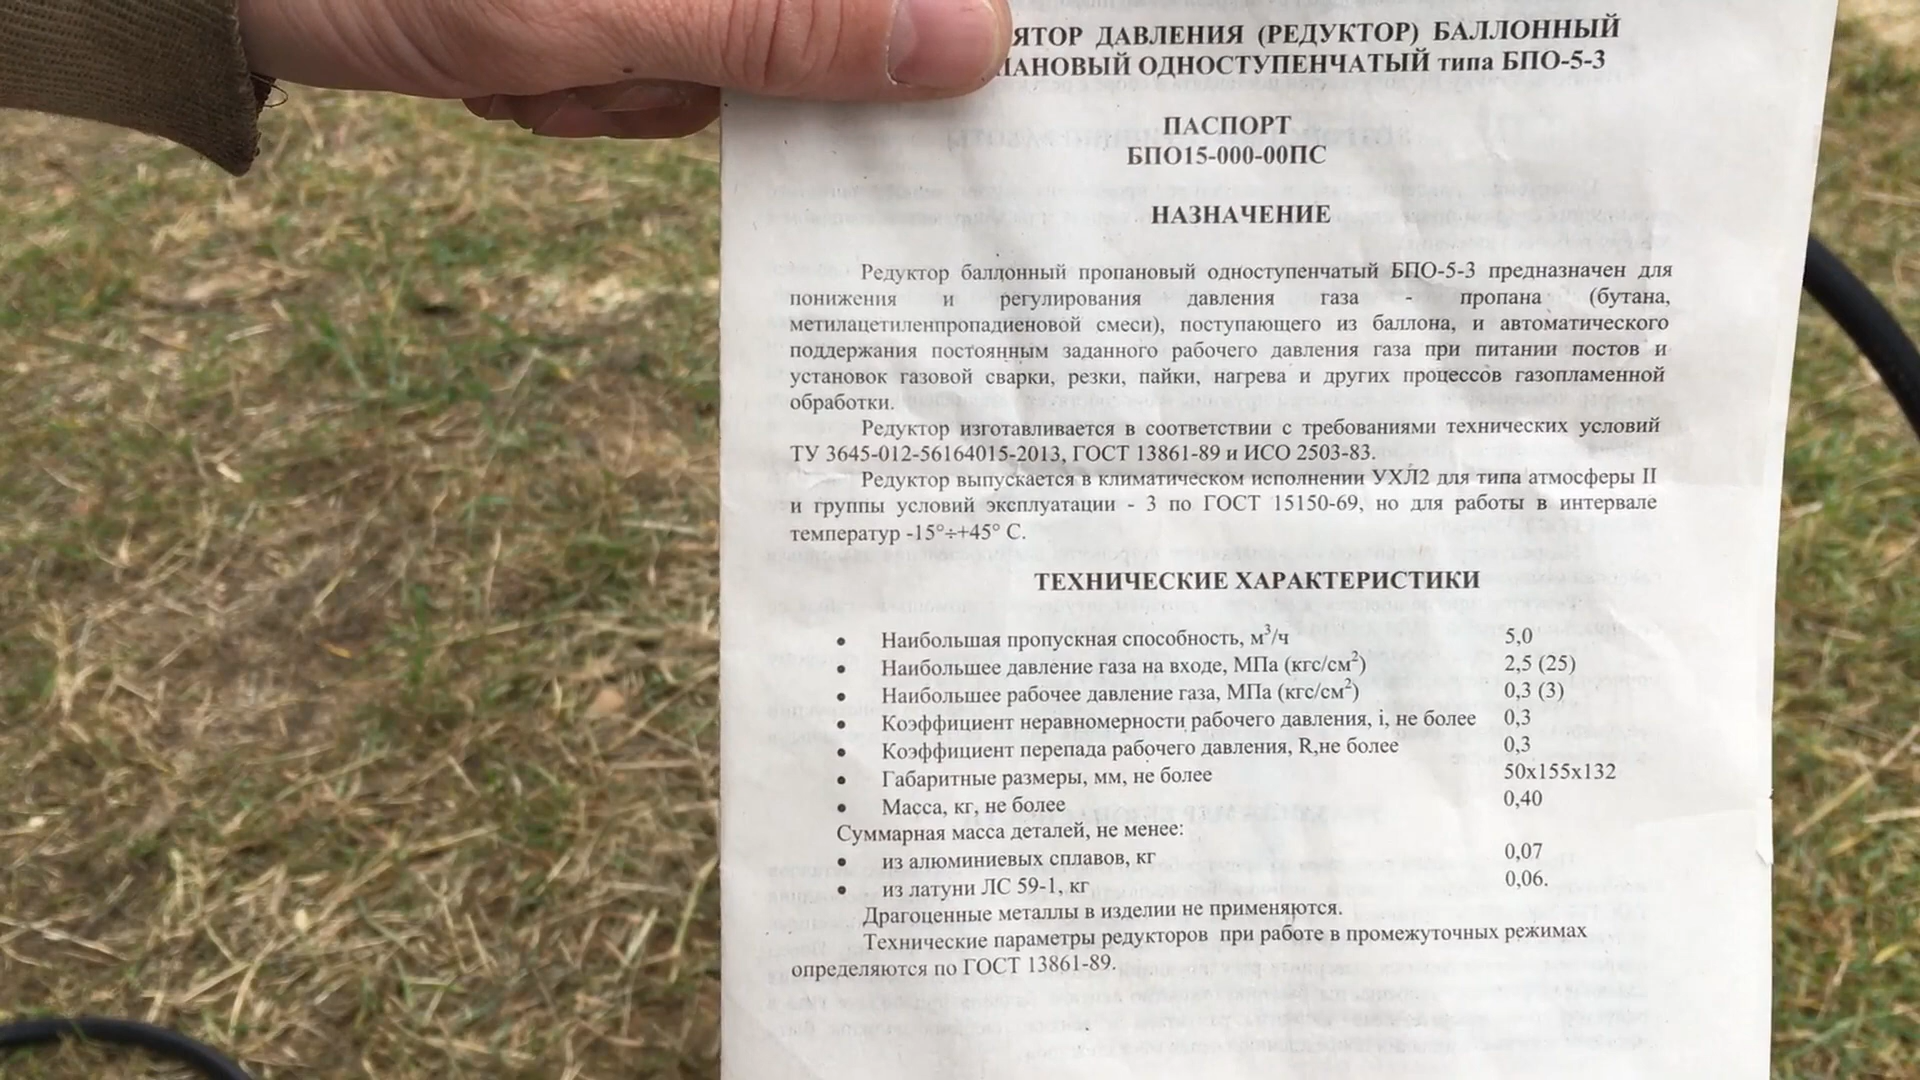 ЯТОР ДАВЛЕНИЯ (РЕДУКТОР) БАЛЛОННЫЙ
ПАНОВЫЙ ОДНОСТУПЕНЧАТЫЙ типа БПО-5-3
ПАСПОРТ
БПО15-000-00ПС
НАЗНАЧЕНИЕ
Редуктор баллонный пропановый одноступенчатый БПО-5-3 предназначен для
понижения и регулирования давления газа - пропана (бутана,
метилацетиленпропадиеновой смеси), поступающего из баллона, и автоматического
поддержания постоянным заданного рабочего давления газа при питании постов и
установок газовой сварки, резки, пайки, нагрева и других процессов газопламенной
обработки.
Редуктор изготавливается в соответствии с требованиями технических условий
ТУ 3645-012-56164015-2013, ГОСТ 13861-89 и ИСО 2503-83.
Редуктор выпускается в климатическом исполнении УХЛ2 для типа атмосферы II
и группы условий эксплуатации - 3 по ГОСТ 15150-69, но для работы в интервале
температур -15°÷+45° С.
ТЕХНИЧЕСКИЕ ХАРАКТЕРИСТИКИ
• Наибольшая пропускная способность, м³/ч 5,0
• Наибольшее давление газа на входе, МПа (кгс/см²) 2,5 (25)
• Наибольшее рабочее давление газа, МПа (кгс/см²) 0,3 (3)
• Коэффициент неравномерности рабочего давления, i, не более 0,3
• Коэффициент перепада рабочего давления, R,не более 0,3
• Габаритные размеры, мм, не более 50х155х132
• Масса, кг, не более 0,40
Суммарная масса деталей, не менее:
• из алюминиевых сплавов, кг 0,07
• из латуни ЛС 59-1, кг 0,06.
Драгоценные металлы в изделии не применяются.
Технические параметры редукторов при работе в промежуточных режимах
определяются по ГОСТ 13861-89.